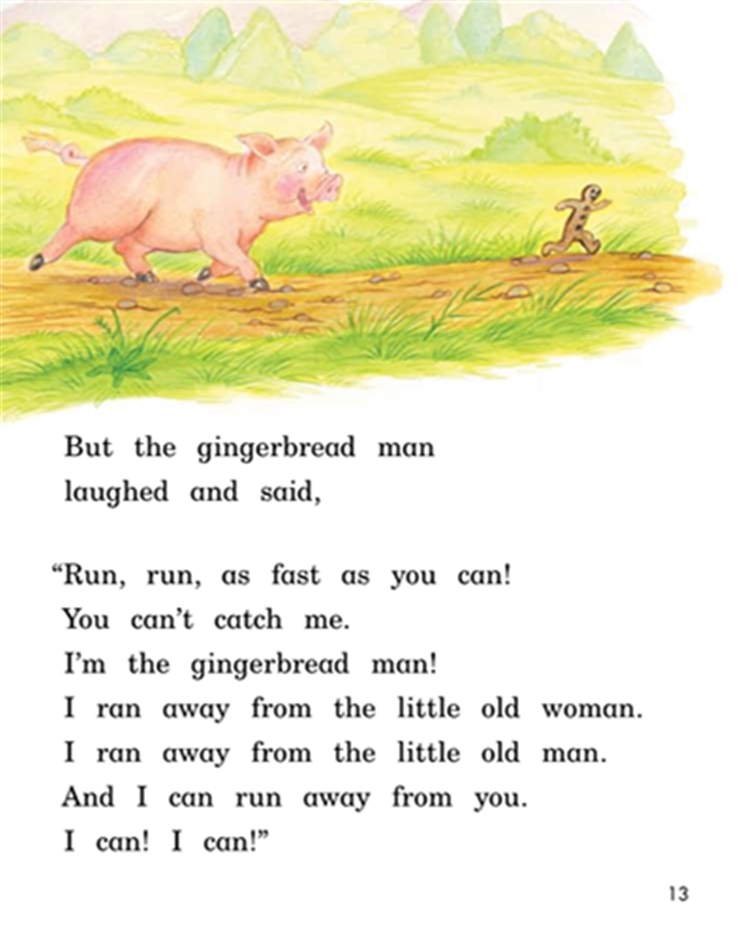 But the gingerbread man
laughed and said,
“Run, run, as fast as you can!
You can’t catch me.
I’m the gingerbread man!
I ran away from the little old woman.
I ran away from the little old man.
And I can run away from you.
I can! I can!”
13